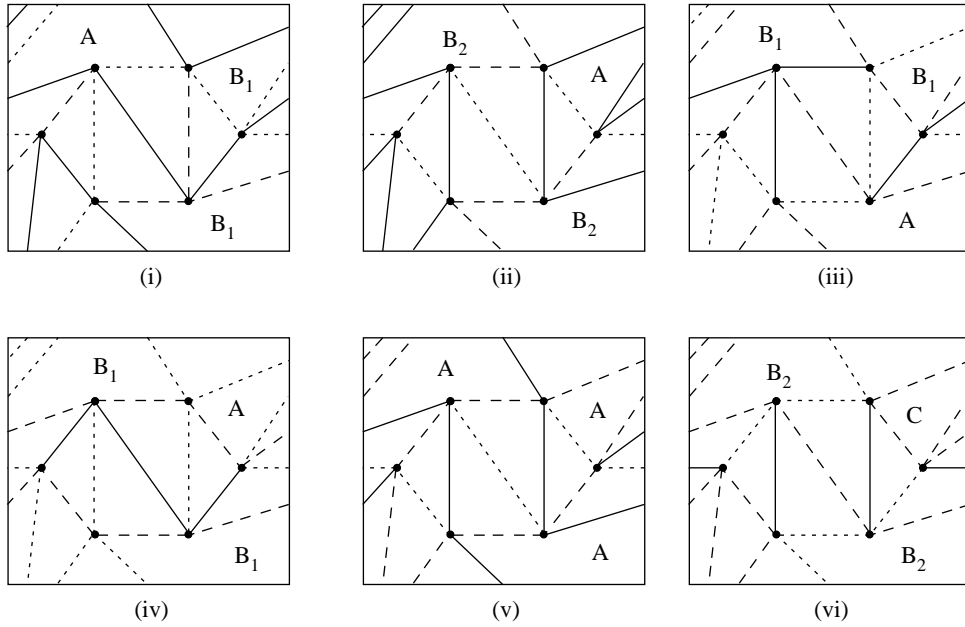 A
B₁
B₁
(i)
B₂
A
B₂
(ii)
B₁
B₁
A
(iii)
B₁
A
B₁
(iv)
A
A
A
(v)
B₂
C
B₂
(vi)